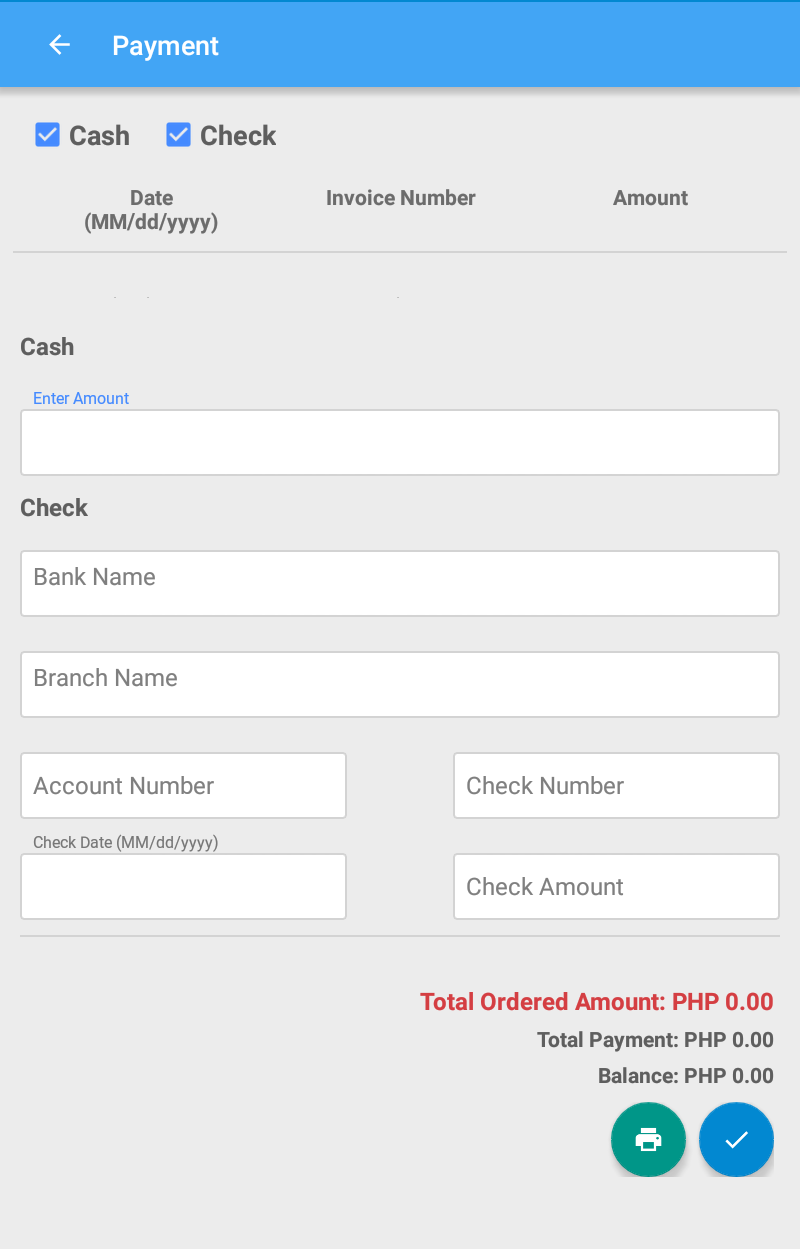 Payment
Cash
Check
Date
(MM/dd/yyyy)
Invoice Number
Amount
Cash
Enter Amount
Check
Bank Name
Branch Name
Account Number
Check Number
Check Date (MM/dd/yyyy)
Check Amount
Total Ordered Amount: PHP 0.00
Total Payment: PHP 0.00
Balance: PHP 0.00